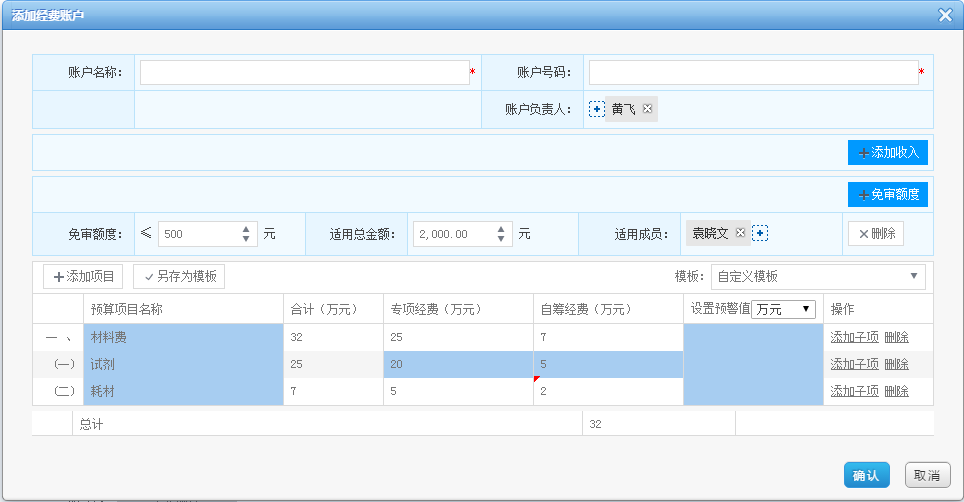 添加经费账户
账户名称： * 账户号码： *
账户负责人： 黄飞
添加收入
免审额度
免审额度： ≤ 500 元 适用总金额： 2,000.00 元 适用成员： 袁晓文 删除
添加项目 另存为模板 模板： 自定义模板
预算项目名称 合计（万元） 专项经费（万元） 自筹经费（万元） 设置预警值 万元 操作
一 、 材料费 32 25 7 添加子项 删除
（一） 试剂 25 20 5 添加子项 删除
（二） 耗材 7 5 2 添加子项 删除
总计 32
确认 取消